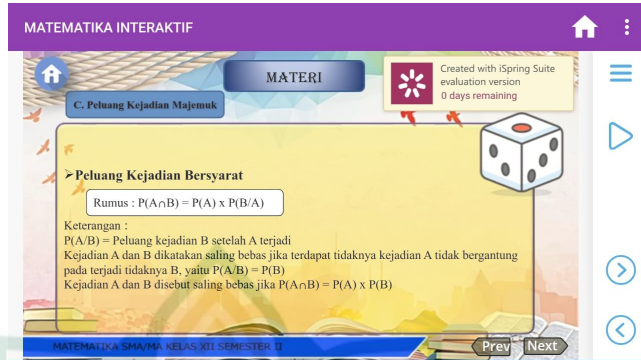 MATEMATIKA INTERAKTIF
MATERI
Created with iSpring Suite
evaluation version
0 days remaining
C. Peluang Kejadian Majemuk
➢Peluang Kejadian Bersyarat
Rumus : P(A∩B) = P(A) x P(B/A)
Keterangan :
P(A/B) = Peluang kejadian B setelah A terjadi
Kejadian A dan B dikatakan saling bebas jika terdapat tidaknya kejadian A tidak bergantung
pada terjadi tidaknya B, yaitu P(A/B) = P(B)
Kejadian A dan B disebut saling bebas jika P(A∩B) = P(A) x P(B)
MATEMATIKA SMA/MA KELAS XII SEMESTER II
Prev
Next